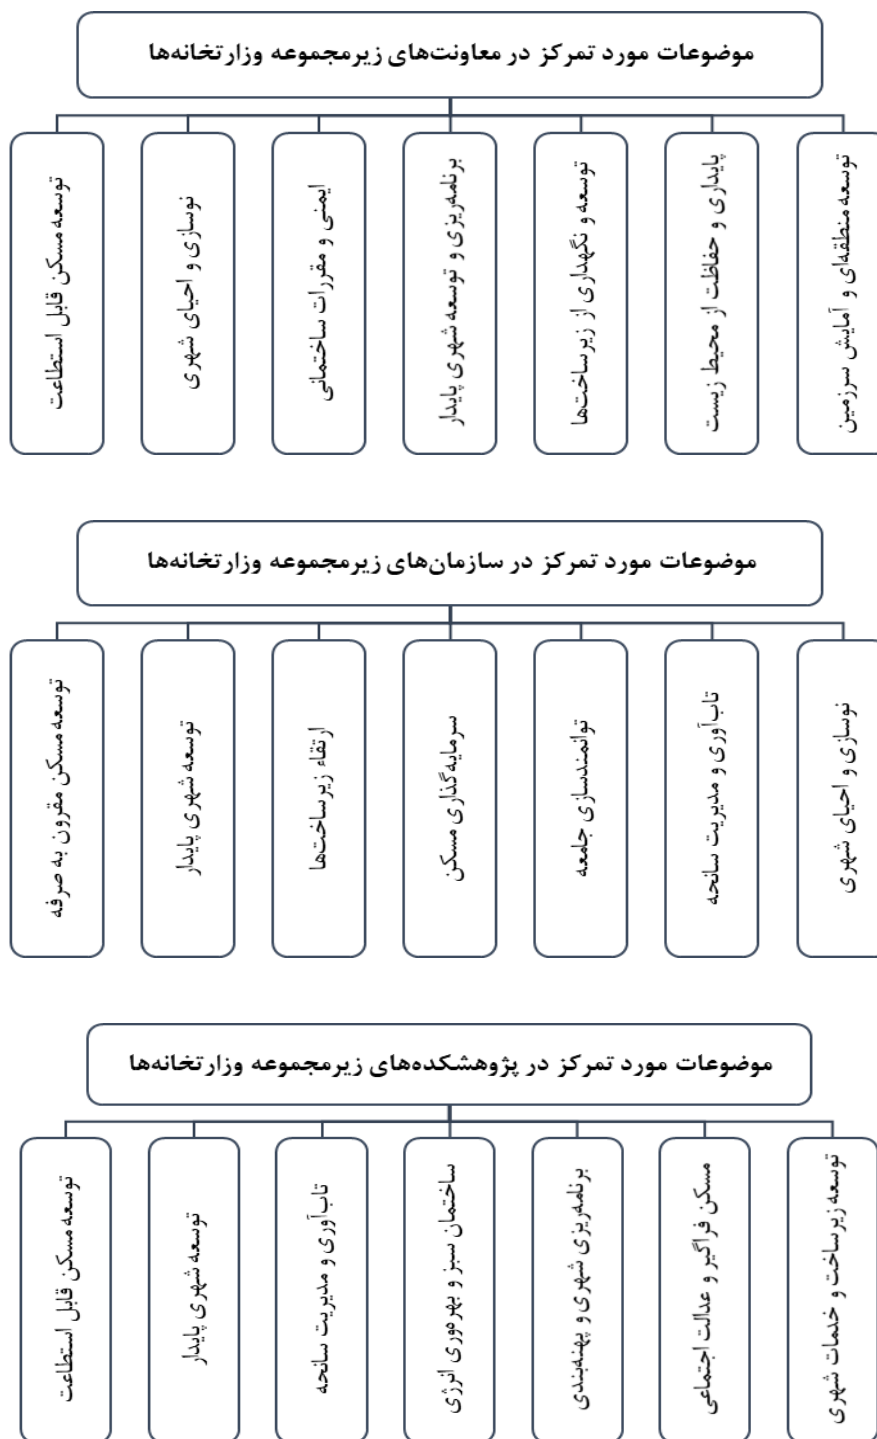 موضوعات مورد تمرکز در معاونت‌های زیرمجموعه وزارتخانه‌ها
توسعه منطقه‌ای و آمایش سرزمین
پایداری و حفاظت از محیط زیست
توسعه و نگهداری از زیرساخت‌ها
برنامه‌ریزی و توسعه شهری پایدار
ایمنی و مقررات ساختمانی
نوسازی و احیای شهری
توسعه مسکن قابل استطاعت
موضوعات مورد تمرکز در سازمان‌های زیرمجموعه وزارتخانه‌ها
نوسازی و احیای شهری
تاب‌آوری و مدیریت سانحه
توانمندسازی جامعه
سرمایه‌گذاری مسکن
ارتقاء زیرساخت‌ها
توسعه شهری پایدار
توسعه مسکن مقرون به صرفه
موضوعات مورد تمرکز در پژوهشکده‌های زیرمجموعه وزارتخانه‌ها
توسعه زیرساخت و خدمات شهری
مسکن فراگیر و عدالت اجتماعی
برنامه‌ریزی شهری و پهنه‌بندی
ساختمان سبز و بهره‌وری انرژی
تاب‌آوری و مدیریت سانحه
توسعه شهری پایدار
توسعه مسکن قابل استطاعت